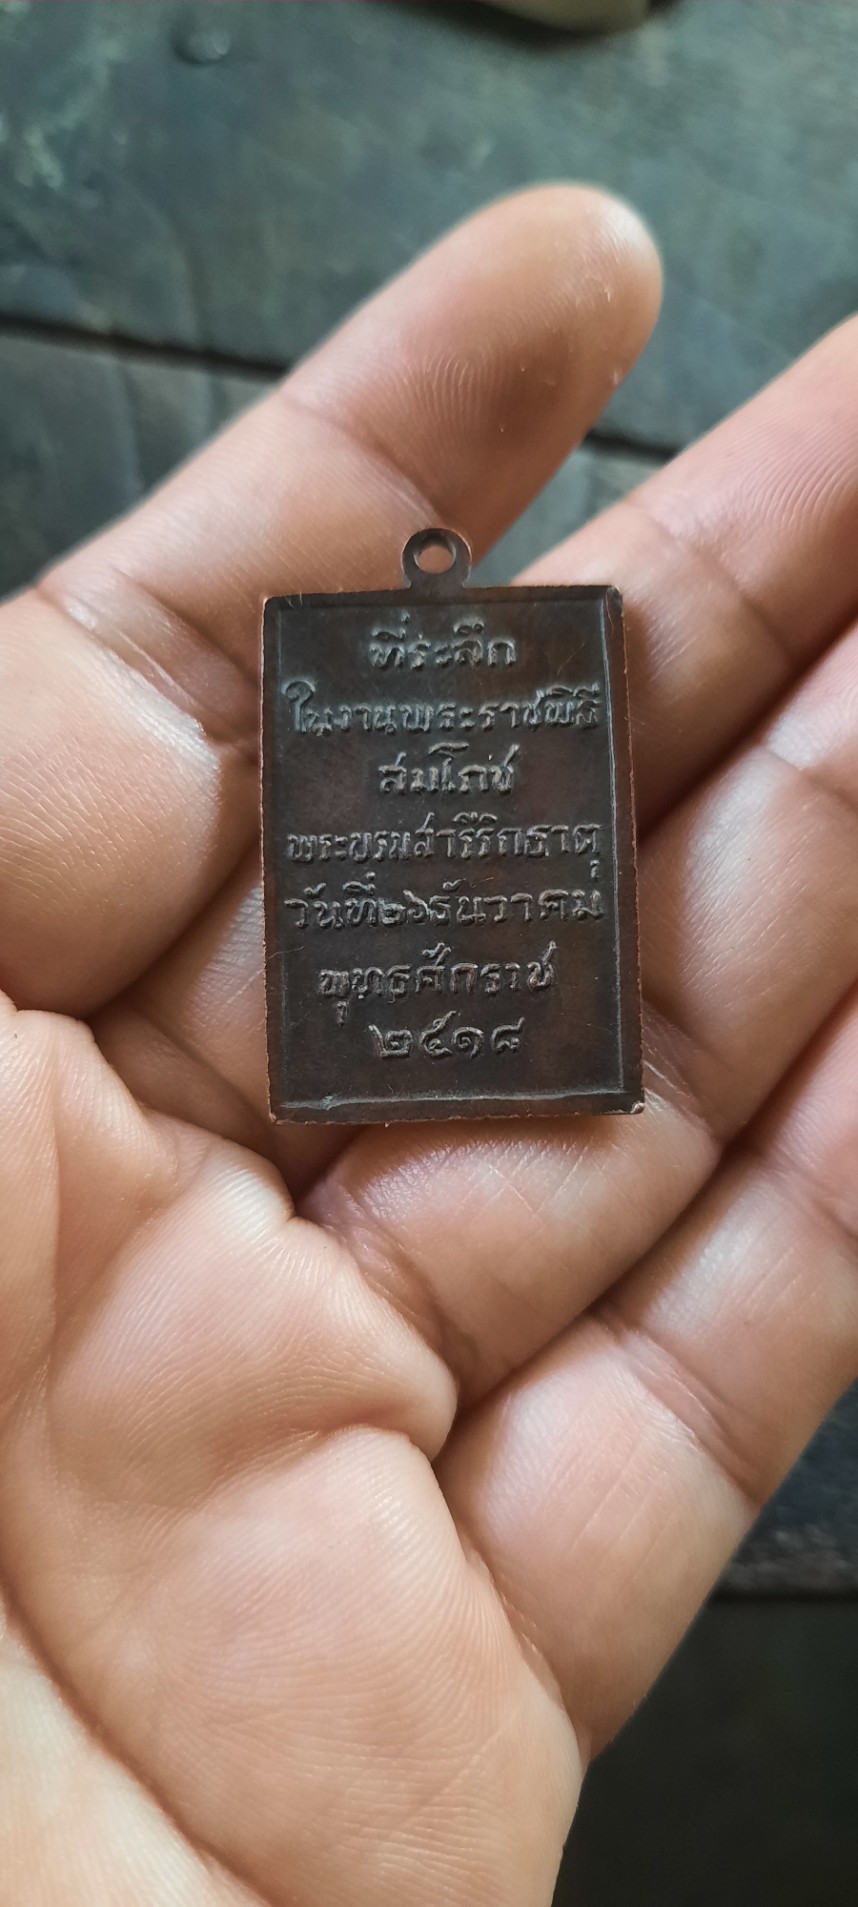 ที่ระลึก
ในงานพระราชพิธี
สมโภช
พระบรมสารีริกธาตุ
วันที่๒๖ธันวาคม
พุทธศักราช
๒๕๑๘